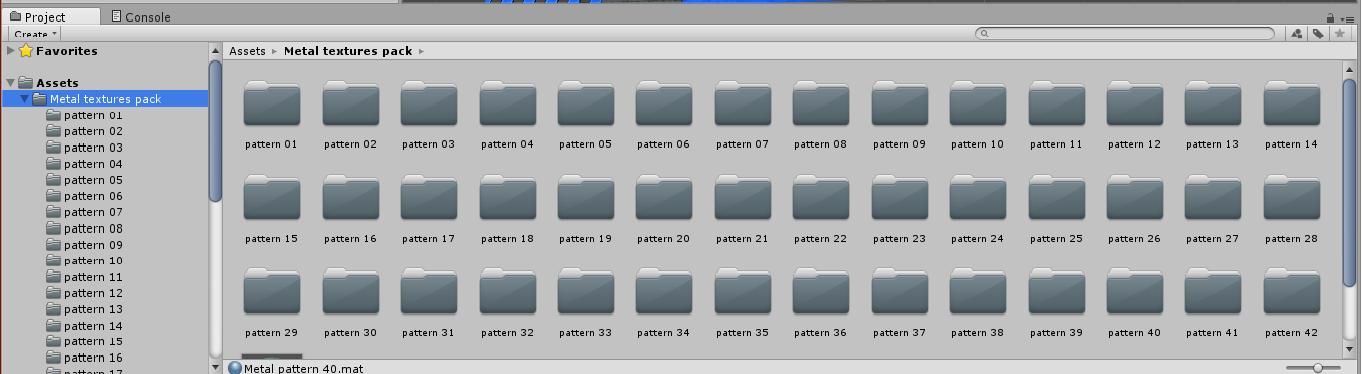 Project Console
Create
Favorites
Assets
Metal textures pack
pattern 01
pattern 02
pattern 03
pattern 04
pattern 05
pattern 06
pattern 07
pattern 08
pattern 09
pattern 10
pattern 11
pattern 12
pattern 13
pattern 14
pattern 15
pattern 16
pattern 17
Assets Metal textures pack
pattern 01 pattern 02 pattern 03 pattern 04 pattern 05 pattern 06 pattern 07 pattern 08 pattern 09 pattern 10 pattern 11 pattern 12 pattern 13 pattern 14
pattern 15 pattern 16 pattern 17 pattern 18 pattern 19 pattern 20 pattern 21 pattern 22 pattern 23 pattern 24 pattern 25 pattern 26 pattern 27 pattern 28
pattern 29 pattern 30 pattern 31 pattern 32 pattern 33 pattern 34 pattern 35 pattern 36 pattern 37 pattern 38 pattern 39 pattern 40 pattern 41 pattern 42
Metal pattern 40.mat